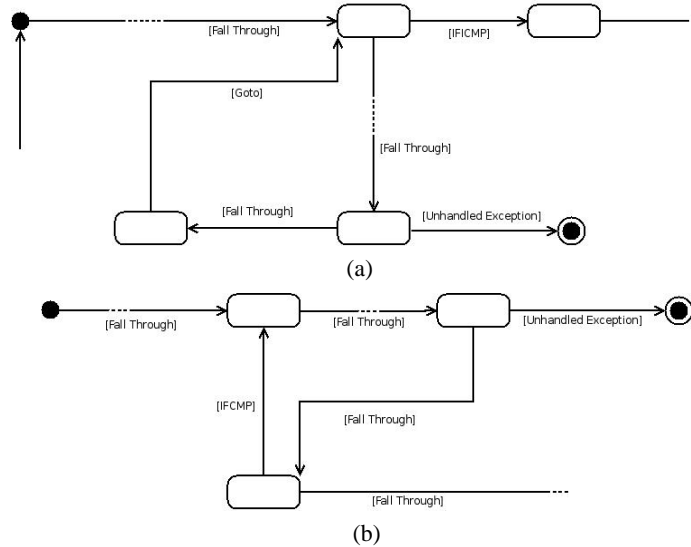 [Fall Through]
[IFICMP]
[Goto]
[Fall Through]
[Fall Through]
[Unhandled Exception]
(a)
[Fall Through]
[Fall Through]
[Unhandled Exception]
[IFCMP]
[Fall Through]
[Fall Through]
(b)